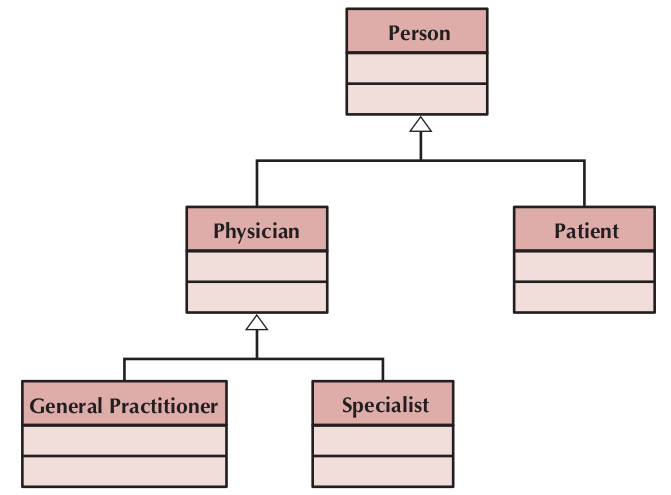 Person
Physician
Patient
General Practitioner
Specialist